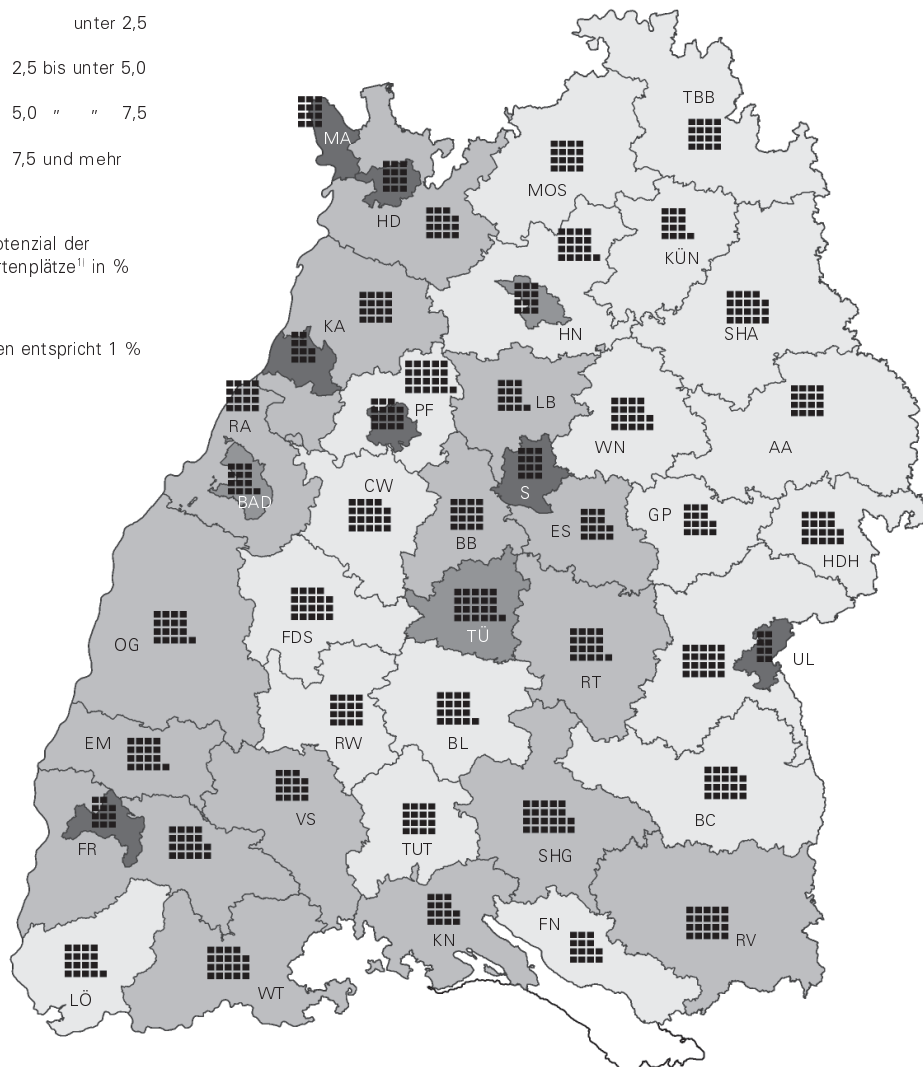 unter 2,5
2,5 bis unter 5,0
5,0 " " 7,5
7,5 und mehr
otenzial der
rtenplätze¹⁾ in %
en entspricht 1 %
TBB
MA
MOS
HD
KÜN
SHA
KA
HN
PF
LB
RA
WN
AA
CW
S
BAD
GP
ES
BB
HDH
FDS
TÜ
OG
UL
RT
RW
BL
EM
VS
BC
FR
TUT
SHG
FN
KN
RV
LÖ
WT